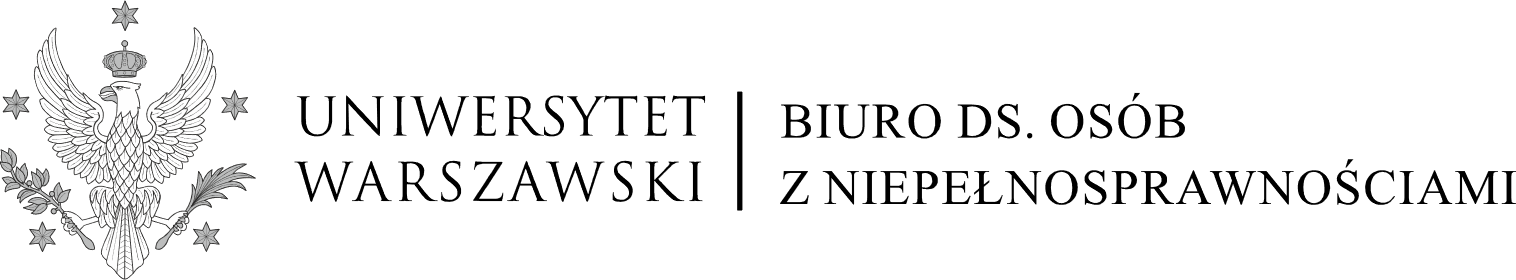 UNIWERSYTET
WARSZAWSKI
BIURO DS. OSÓB
Z NIEPEŁNOSPRAWNOŚCIAMI